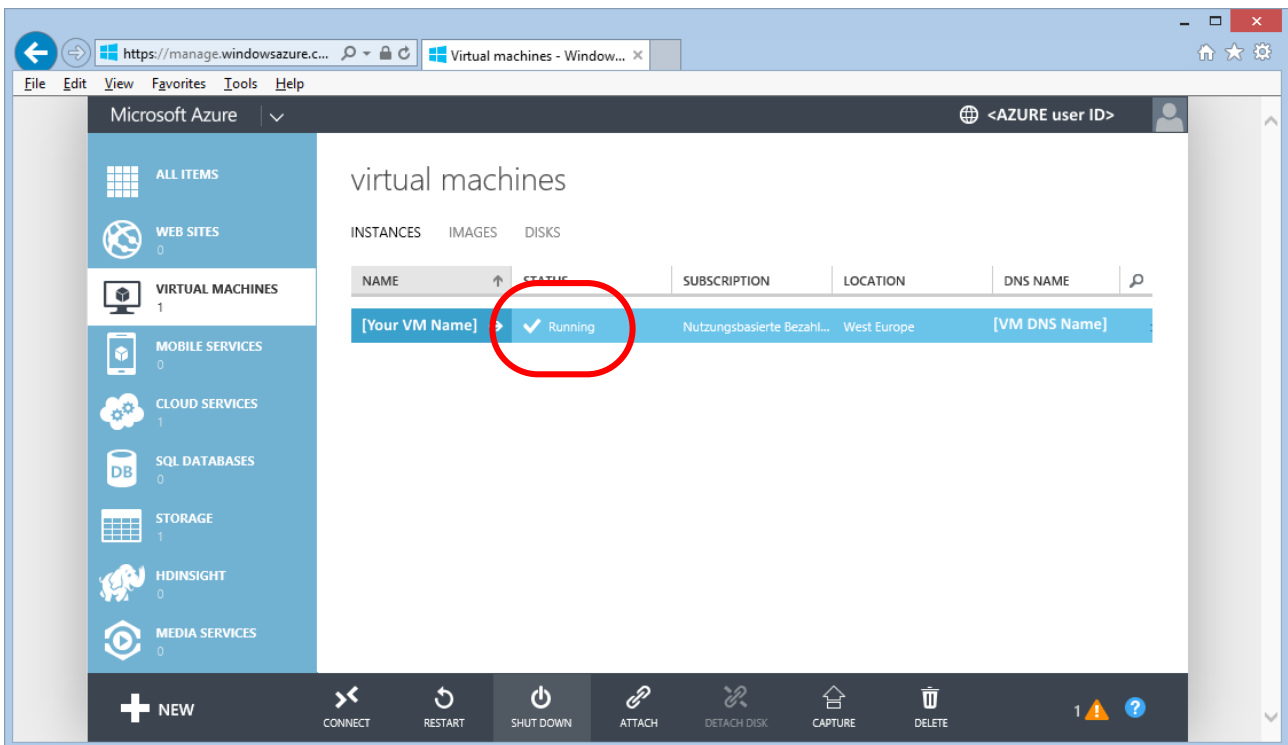 https://manage.windowsazure.c...
Virtual machines - Window...
File Edit View Favorites Tools Help
Microsoft Azure
<AZURE user ID>
ALL ITEMS
WEB SITES
0
VIRTUAL MACHINES
1
MOBILE SERVICES
0
CLOUD SERVICES
1
SQL DATABASES
0
DB
STORAGE
1
HDINSIGHT
0
MEDIA SERVICES
0
virtual machines
INSTANCES IMAGES DISKS
NAME STATUS SUBSCRIPTION LOCATION DNS NAME
[Your VM Name] Running Nutzungsbasierte Bezahl... West Europe [VM DNS Name]
NEW
CONNECT RESTART SHUT DOWN ATTACH DETACH DISK CAPTURE DELETE
1 ?